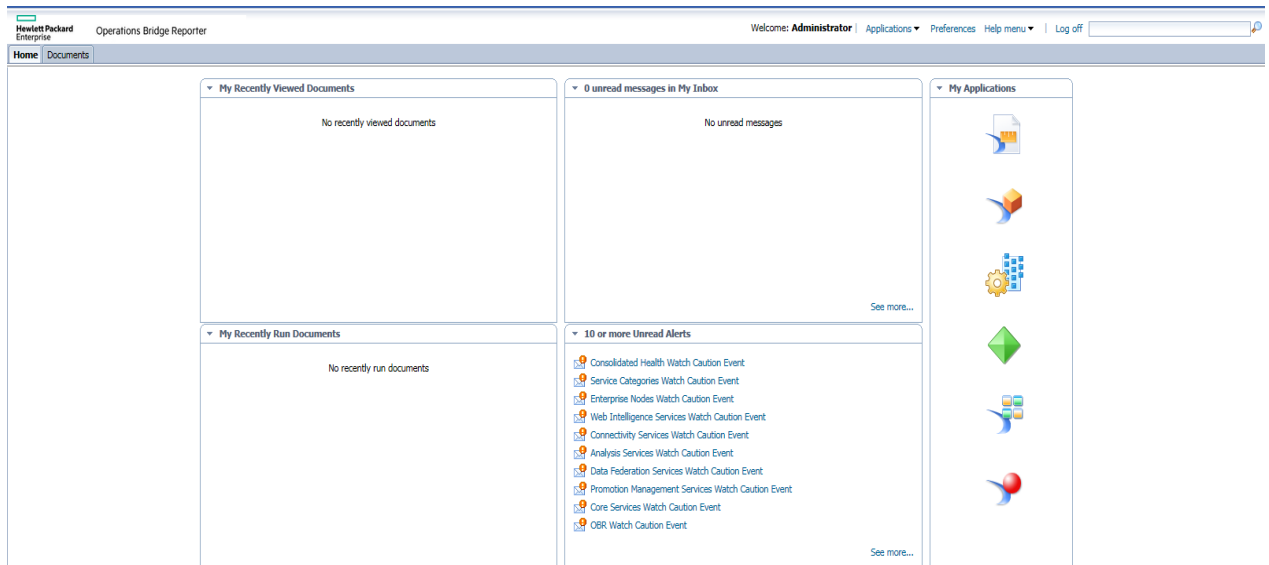 Hewlett Packard
Enterprise
Operations Bridge Reporter
Welcome: Administrator | Applications ▾ Preferences Help menu ▾ | Log off
Home Documents
My Recently Viewed Documents
No recently viewed documents
0 unread messages in My Inbox
No unread messages
See more...
My Applications
My Recently Run Documents
No recently run documents
10 or more Unread Alerts
Consolidated Health Watch Caution Event
Service Categories Watch Caution Event
Enterprise Nodes Watch Caution Event
Web Intelligence Services Watch Caution Event
Connectivity Services Watch Caution Event
Analysis Services Watch Caution Event
Data Federation Services Watch Caution Event
Promotion Management Services Watch Caution Event
Core Services Watch Caution Event
OBR Watch Caution Event
See more...